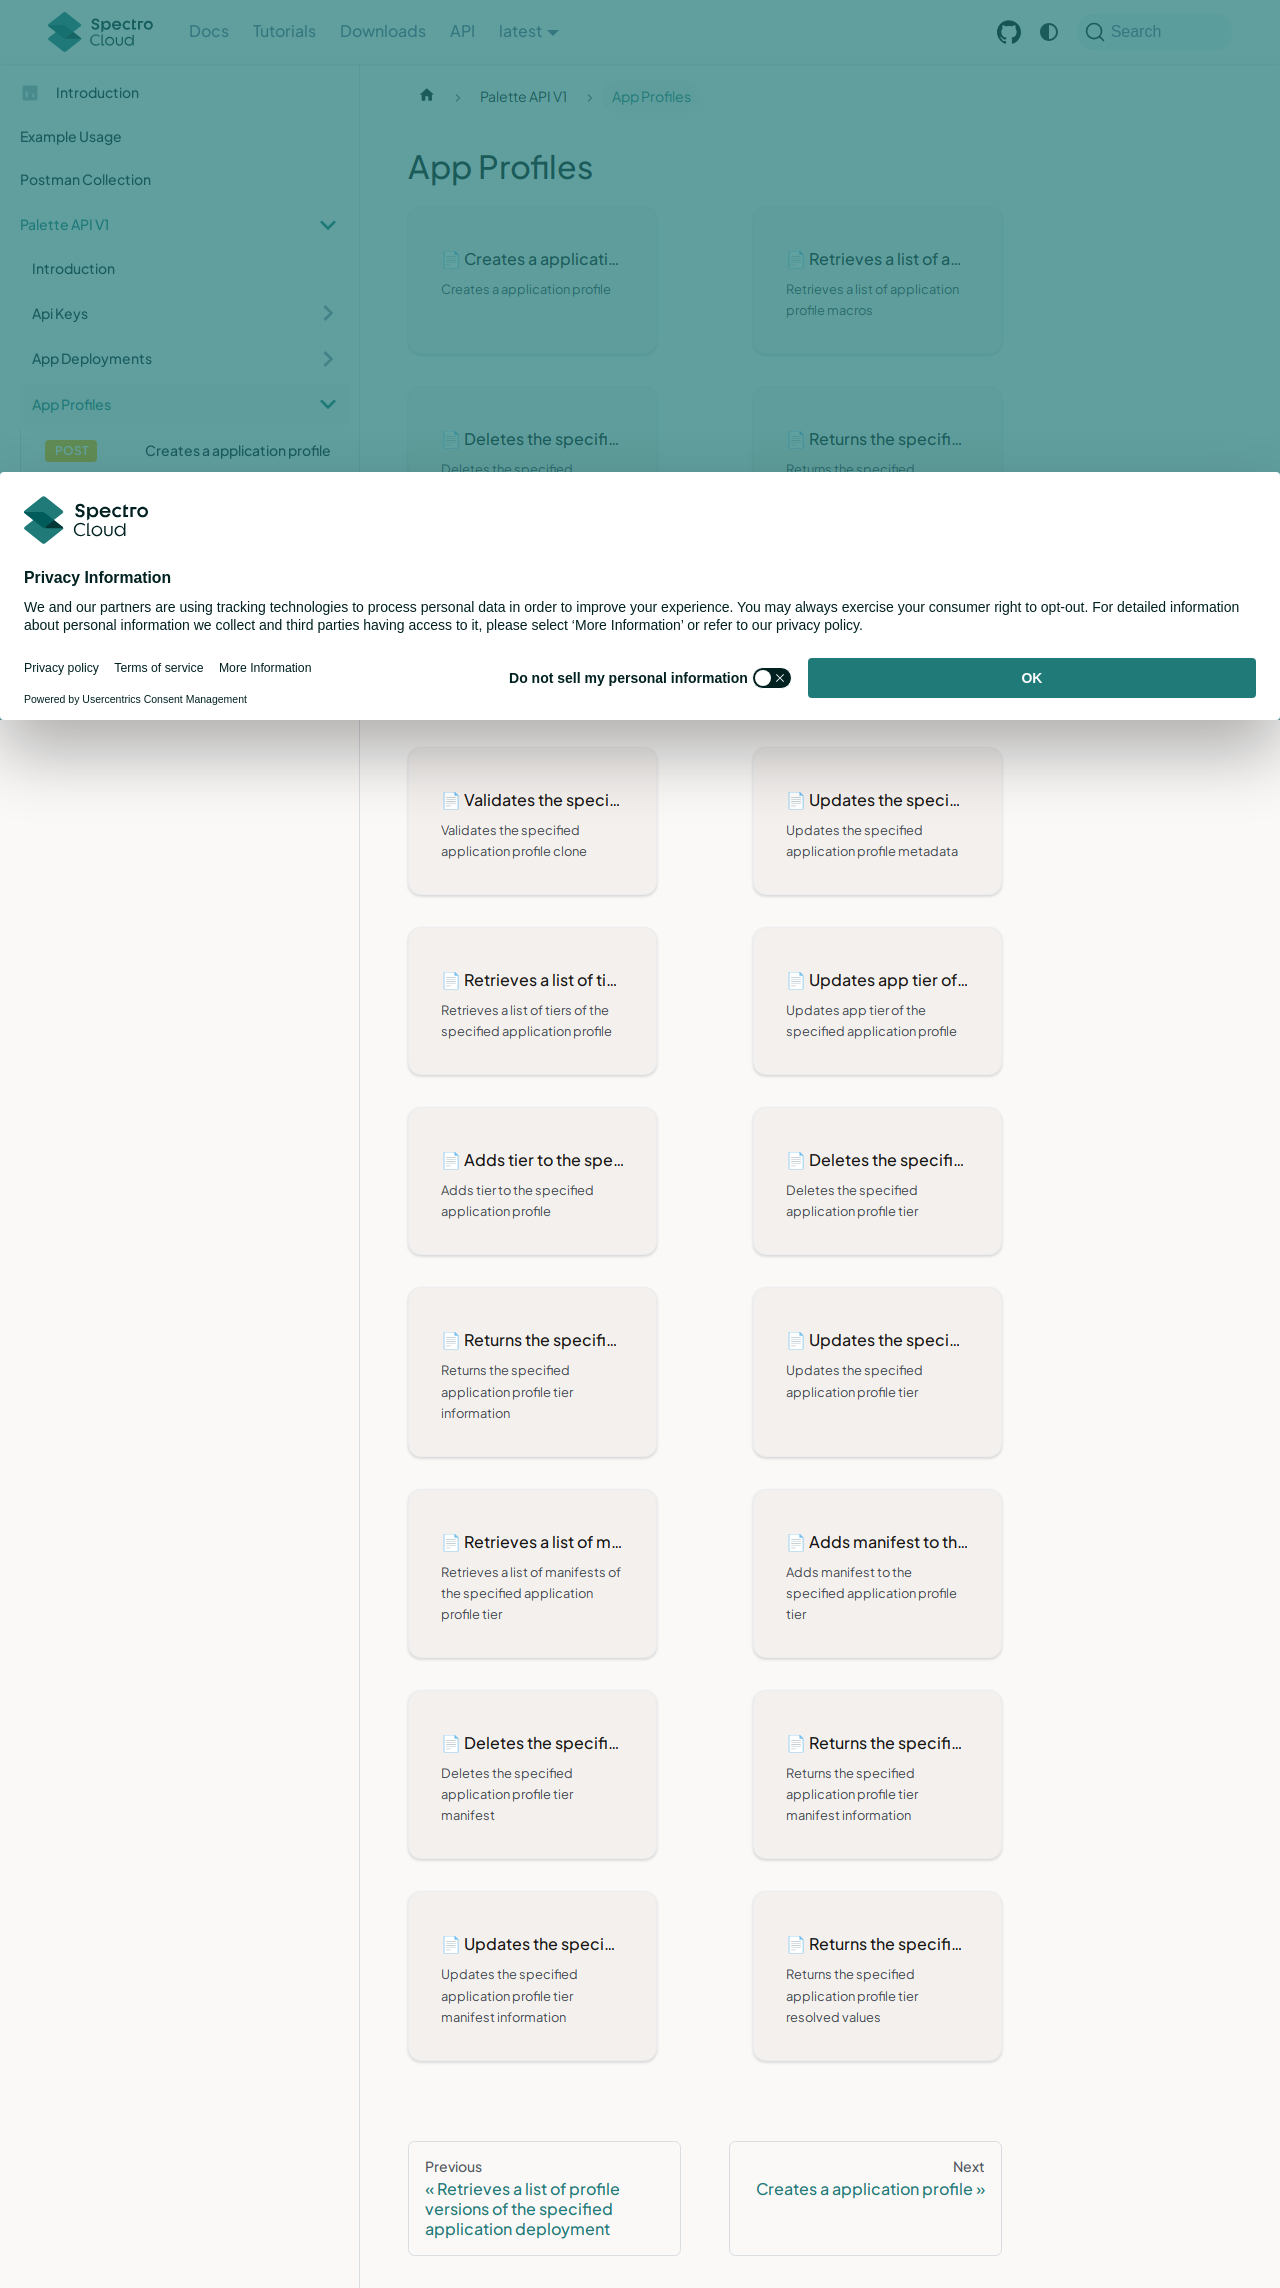 Spectro
Cloud
Docs
Tutorials
Downloads
API
latest
Search
Introduction
Example Usage
Postman Collection
Palette API V1
Introduction
Api Keys
App Deployments
App Profiles
POST
Creates a application profile
Palette API V1
App Profiles
App Profiles
Creates a applicati…
Creates a application profile
Retrieves a list of a…
Retrieves a list of application
profile macros
Deletes the specifi…
Deletes the specified
Returns the specifi…
Returns the specified
Spectro
Cloud
Privacy Information
We and our partners are using tracking technologies to process personal data in order to improve your experience. You may always exercise your consumer right to opt-out. For detailed information
about personal information we collect and third parties having access to it, please select ‘More Information’ or refer to our privacy policy.
Privacy policy
Terms of service
More Information
Powered by Usercentrics Consent Management
Do not sell my personal information
OK
Validates the speci…
Validates the specified
application profile clone
Updates the speci…
Updates the specified
application profile metadata
Retrieves a list of ti…
Retrieves a list of tiers of the
specified application profile
Updates app tier of…
Updates app tier of the
specified application profile
Adds tier to the spe…
Adds tier to the specified
application profile
Deletes the specifi…
Deletes the specified
application profile tier
Returns the specifi…
Returns the specified
application profile tier
information
Updates the speci…
Updates the specified
application profile tier
Retrieves a list of m…
Retrieves a list of manifests of
the specified application
profile tier
Adds manifest to th…
Adds manifest to the
specified application profile
tier
Deletes the specifi…
Deletes the specified
application profile tier
manifest
Returns the specifi…
Returns the specified
application profile tier
manifest information
Updates the speci…
Updates the specified
application profile tier
manifest information
Returns the specifi…
Returns the specified
application profile tier
resolved values
Previous
« Retrieves a list of profile
versions of the specified
application deployment
Next
Creates a application profile »